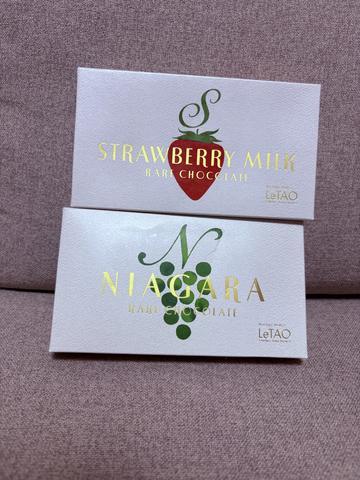 S
STRAWBERRY MILK
RARE CHOCOLATE
LeTAO
N
NIAGARA
RARE CHOCOLATE
LeTAO